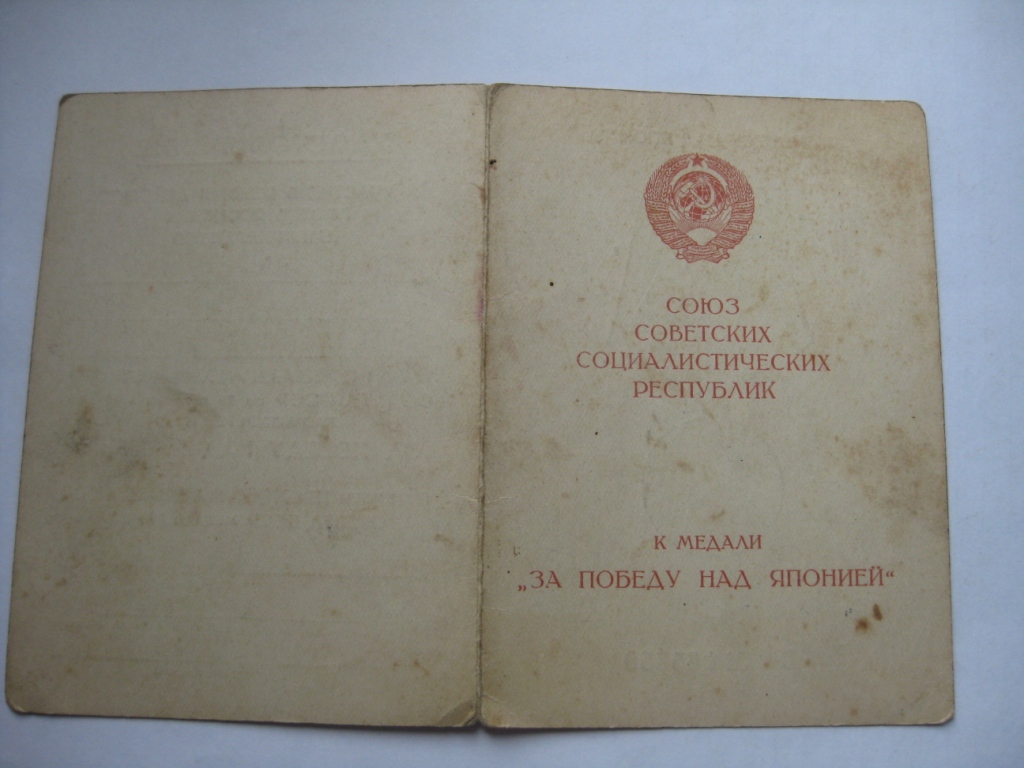 СОЮЗ
СОВЕТСКИХ
СОЦИАЛИСТИЧЕСКИХ
РЕСПУБЛИК
К МЕДАЛИ
„ЗА ПОБЕДУ НАД ЯПОНИЕЙ“